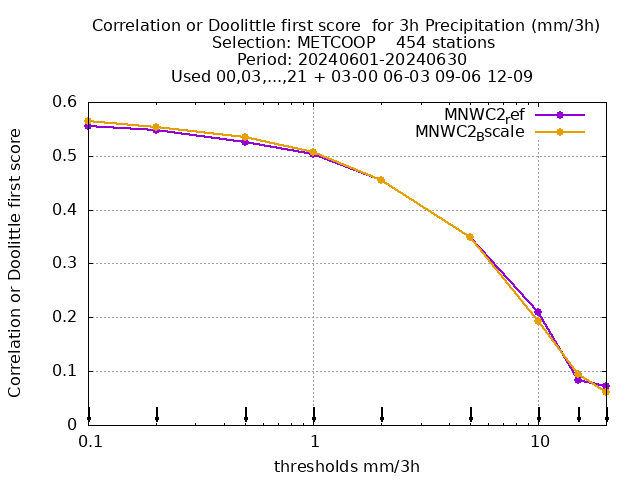 Correlation or Doolittle first score  for 3h Precipitation (mm/3h)
Selection: METCOOP    454 stations
Period: 20240601-20240630
Used 00,03,...,21 + 03-00 06-03 09-06 12-09
MNWC2_ref
MNWC2_Bscale
Correlation or Doolittle first score
0.6
0.5
0.4
0.3
0.2
0.1
0
0.1 1 10
thresholds mm/3h